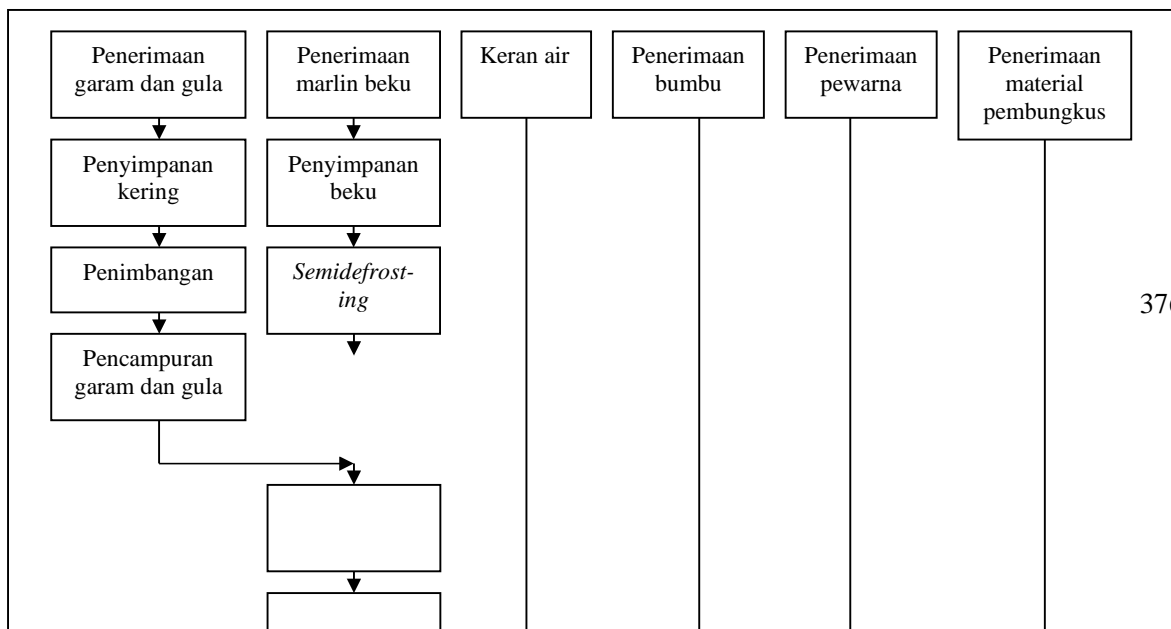 Penerimaan
garam dan gula
Penerimaan
marlin beku
Keran air
Penerimaan
bumbu
Penerimaan
pewarna
Penerimaan
material
pembungkus
Penyimpanan
kering
Penyimpanan
beku
Penimbangan
Semidefrost-
ing
Pencampuran
garam dan gula